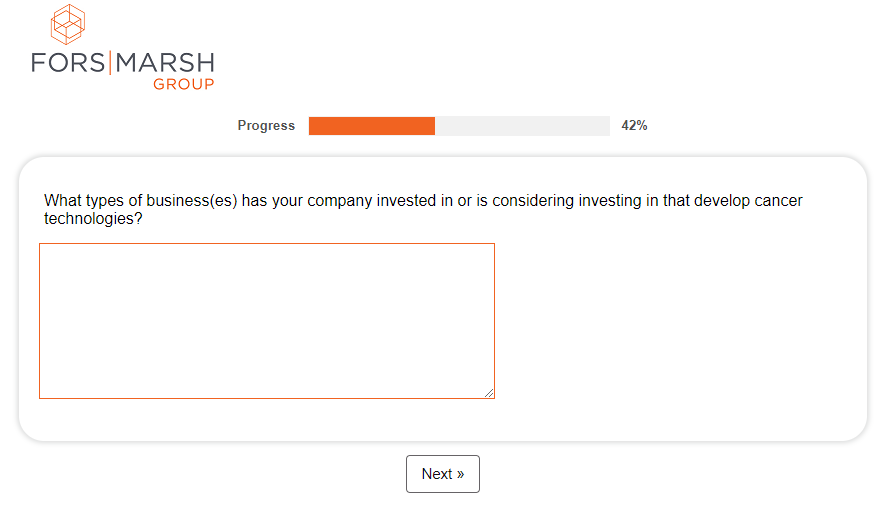 FORS|MARSH
GROUP
Progress 42%
What types of business(es) has your company invested in or is considering investing in that develop cancer
technologies?
Next »